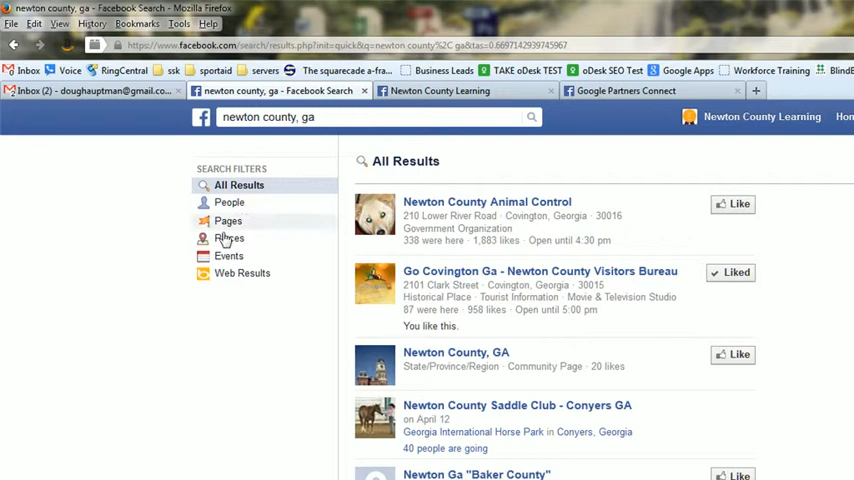 newton county, ga - Facebook Search - Mozilla Firefox
File Edit View History Bookmarks Tools Help
https://www.facebook.com/search/results.php?init=quick&q=newton county%2C ga&tas=0.6697142939745967
Inbox Voice RingCentral ssk sportaid servers The squarecade a-fra... Business Leads TAKE oDesk TEST oDesk SEO Test Google Apps Workforce Training BlindE
Inbox (2) - doughauptman@gmail.co... newton county, ga - Facebook Search Newton County Learning Google Partners Connect
newton county, ga Newton County Learning Hom
SEARCH FILTERS
All Results
People
Pages
Places
Events
Web Results
All Results
Newton County Animal Control
210 Lower River Road · Covington, Georgia · 30016
Government Organization
338 were here · 1,883 likes · Open until 4:30 pm
Like
Go Covington Ga - Newton County Visitors Bureau
2101 Clark Street · Covington, Georgia · 30015
Historical Place · Tourist Information · Movie & Television Studio
87 were here · 958 likes · Open until 5:00 pm
You like this.
Liked
Newton County, GA
State/Province/Region · Community Page · 20 likes
Like
Newton County Saddle Club - Conyers GA
on April 12
Georgia International Horse Park in Conyers, Georgia
40 people are going
Newton Ga "Baker County"
Like